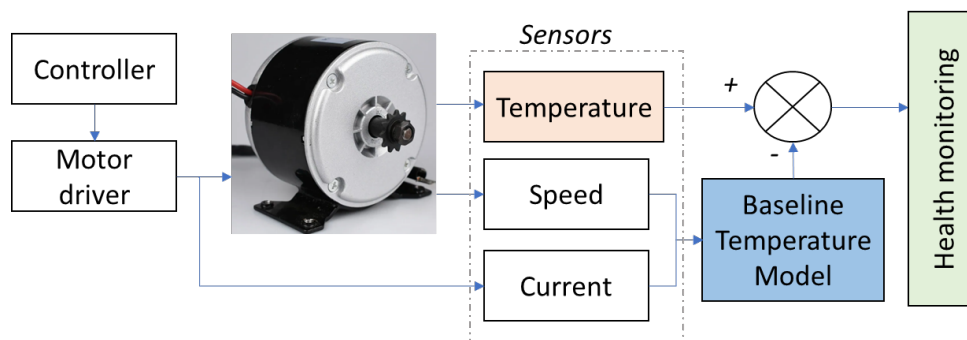 Sensors
Controller
Motor
driver
Temperature
Speed
Current
+
-
Baseline
Temperature
Model
Health monitoring